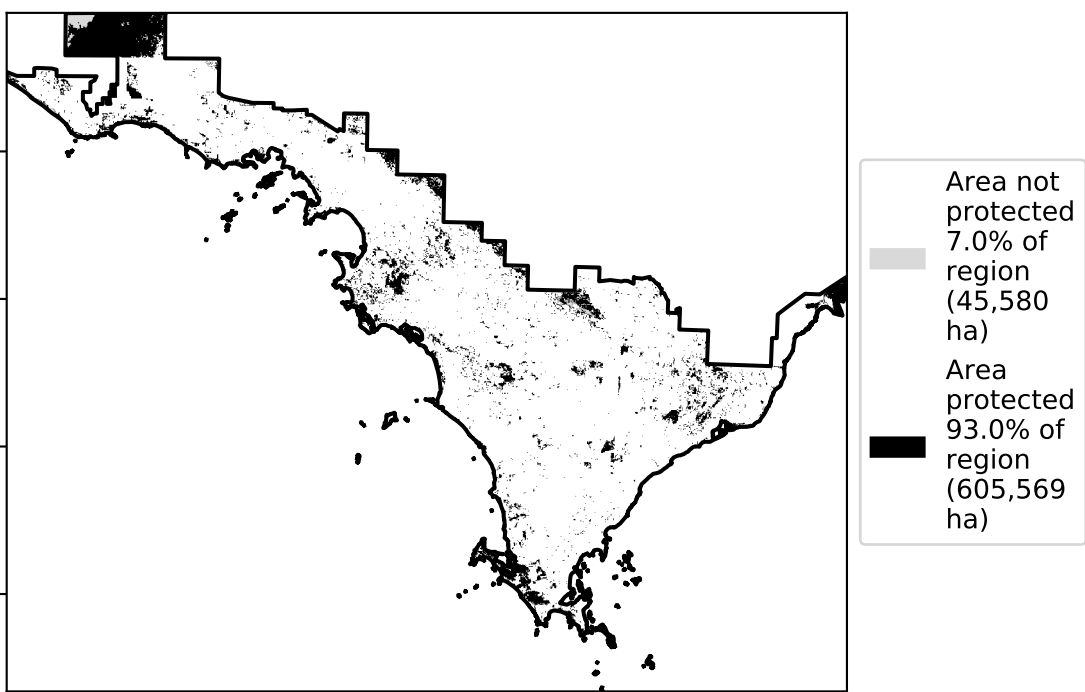 Area not
protected
7.0% of
region
(45,580
ha)
Area
protected
93.0% of
region
(605,569
ha)